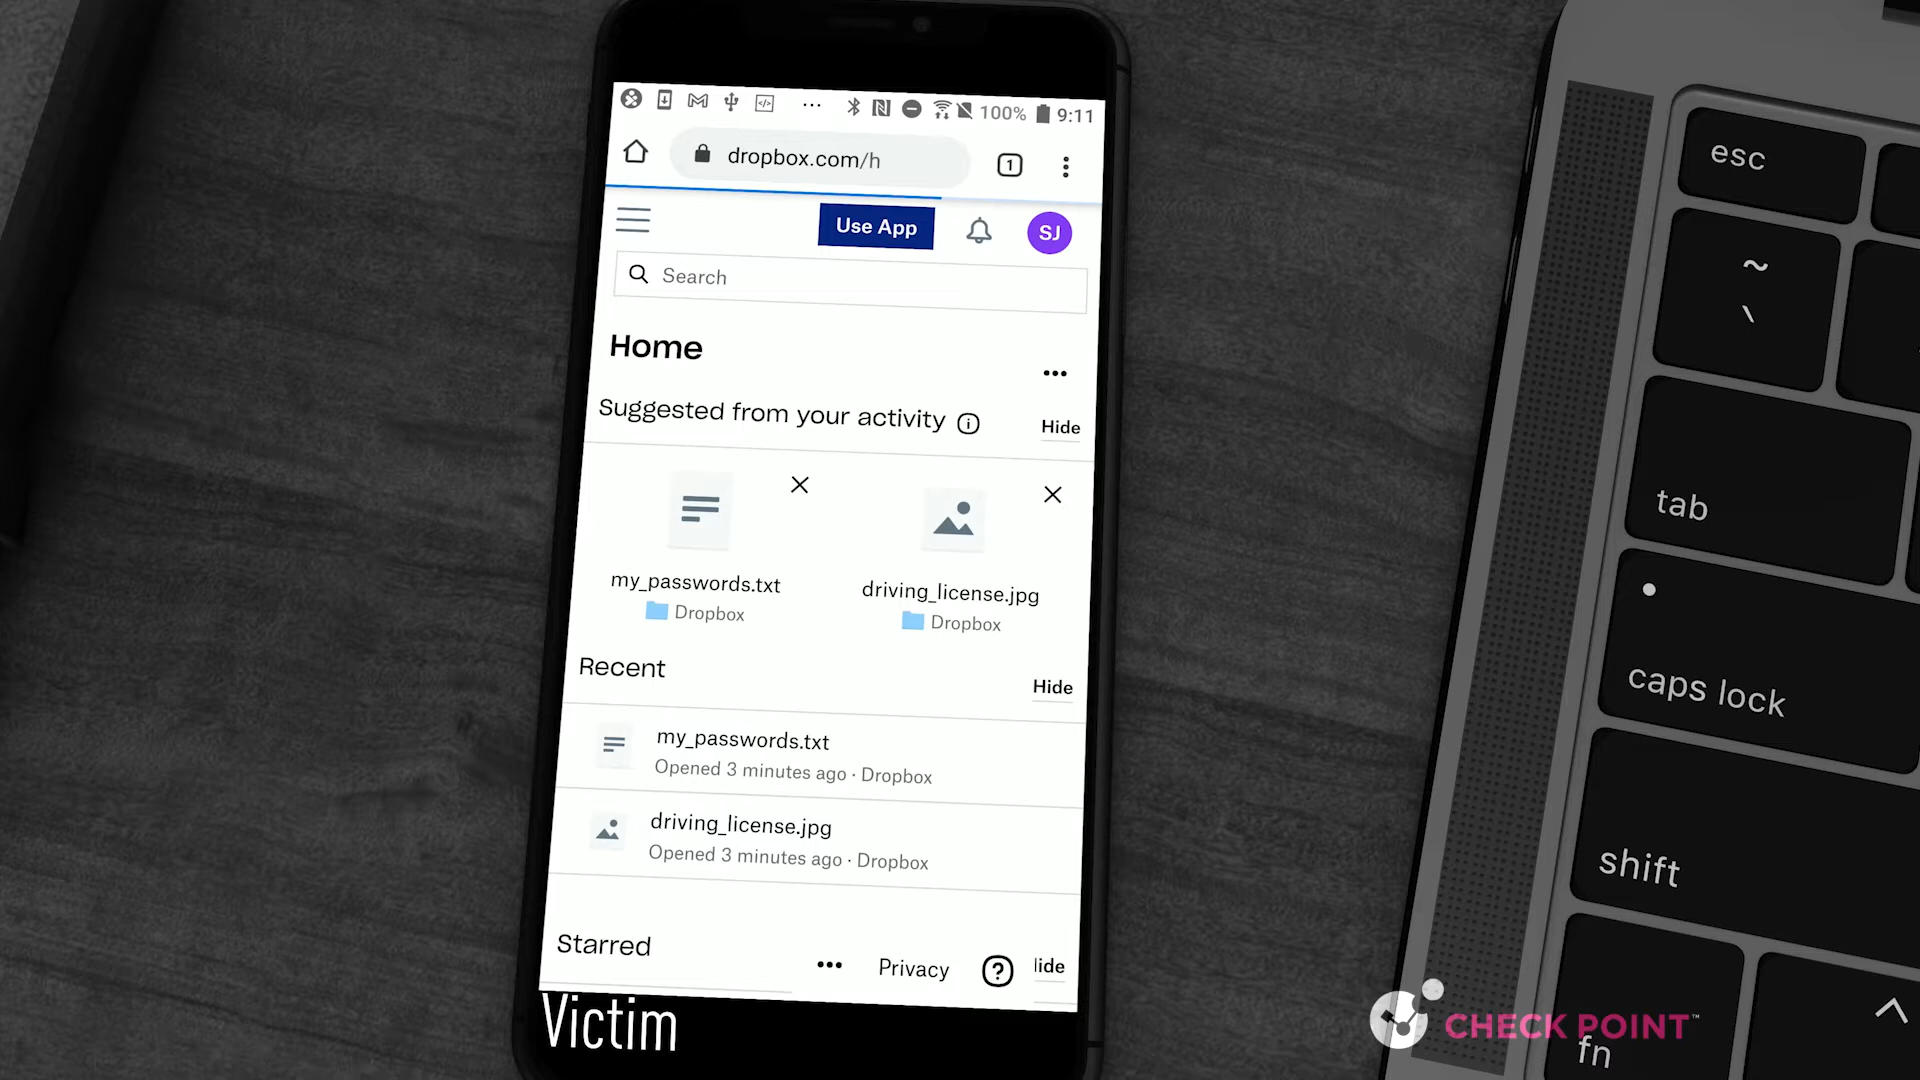 100% 9:11
dropbox.com/h
1
Use App
SJ
Search
Home
Suggested from your activity
Hide
my_passwords.txt
Dropbox
driving_license.jpg
Dropbox
Recent
Hide
my_passwords.txt
Opened 3 minutes ago · Dropbox
driving_license.jpg
Opened 3 minutes ago · Dropbox
Starred
Privacy
?
Hide
Victim
esc
~
`
tab
caps lock
shift
fn
CHECK POINT™